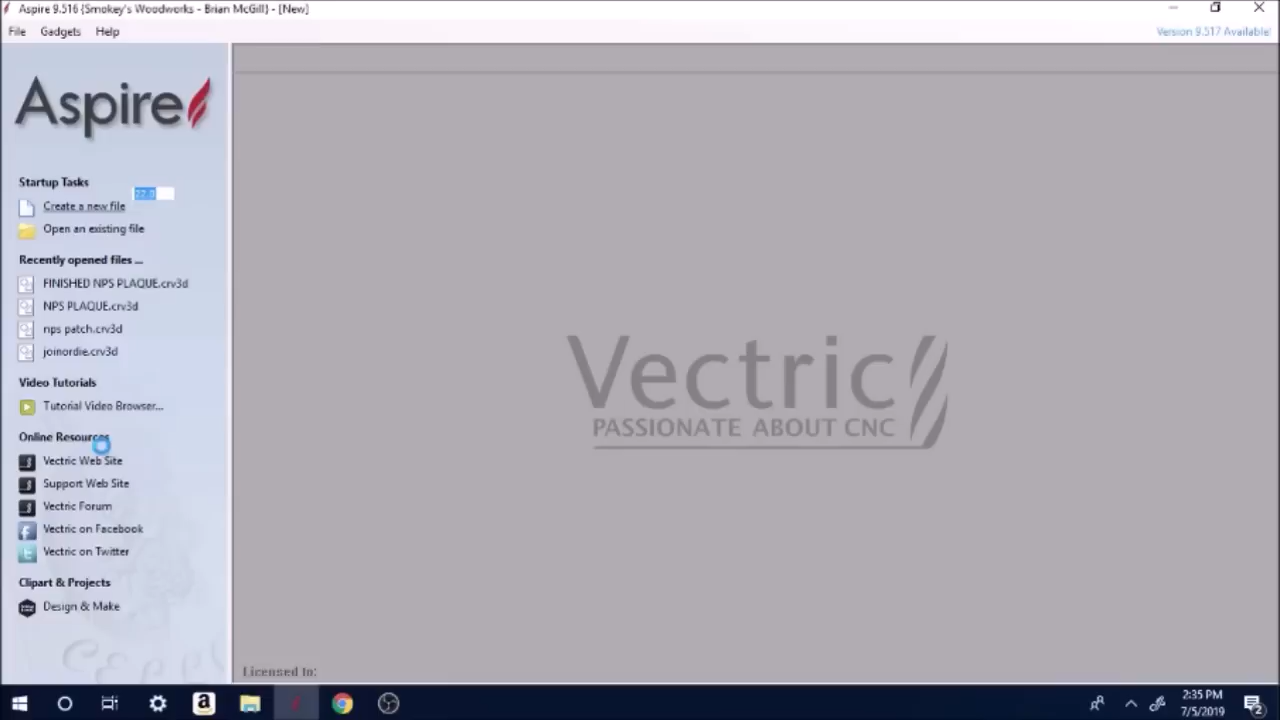 Aspire 9.516 {Smokey's Woodworks - Brian McGill} - [New]
File Gadgets Help
Version 9.517 Available!
Aspire
Startup Tasks
Create a new file
Open an existing file
Recently opened files ...
FINISHED NPS PLAQUE.crv3d
NPS PLAQUE.crv3d
nps patch.crv3d
joinordie.crv3d
Video Tutorials
Tutorial Video Browser...
Online Resources
Vectric Web Site
Support Web Site
Vectric Forum
Vectric on Facebook
Vectric on Twitter
Clipart & Projects
Design & Make
Vectric
PASSIONATE ABOUT CNC
Licensed to:
2:35 PM
7/5/2019
2